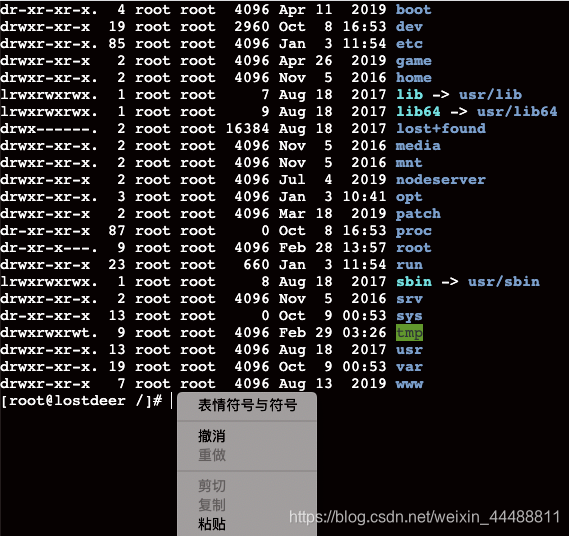 dr-xr-xr-x. 4 root root 4096 Apr 11 2019 boot
drwxr-xr-x 19 root root 2960 Oct 8 16:53 dev
drwxr-xr-x. 85 root root 4096 Jan 3 11:54 etc
drwxr-xr-x 2 root root 4096 Apr 26 2019 game
drwxr-xr-x. 2 root root 4096 Nov 5 2016 home
lrwxrwxrwx. 1 root root 7 Aug 18 2017 lib -> usr/lib
lrwxrwxrwx. 1 root root 9 Aug 18 2017 lib64 -> usr/lib64
drwx------. 2 root root 16384 Aug 18 2017 lost+found
drwxr-xr-x. 2 root root 4096 Nov 5 2016 media
drwxr-xr-x. 2 root root 4096 Nov 5 2016 mnt
drwxr-xr-x 2 root root 4096 Jul 4 2019 nodeserver
drwxr-xr-x. 3 root root 4096 Jan 3 10:41 opt
drwxr-xr-x 2 root root 4096 Mar 18 2019 patch
dr-xr-xr-x 87 root root 0 Oct 8 16:53 proc
dr-xr-x---. 9 root root 4096 Feb 28 13:57 root
drwxr-xr-x 23 root root 660 Jan 3 11:54 run
lrwxrwxrwx. 1 root root 8 Aug 18 2017 sbin -> usr/sbin
drwxr-xr-x. 2 root root 4096 Nov 5 2016 srv
dr-xr-xr-x 13 root root 0 Oct 9 00:53 sys
drwxrwxrwt. 9 root root 4096 Feb 29 03:26 tmp
drwxr-xr-x. 13 root root 4096 Aug 18 2017 usr
drwxr-xr-x. 19 root root 4096 Oct 9 00:53 var
drwxr-xr-x 7 root root 4096 Aug 13 2019 www
[root@lostdeer /]#
表情符号与符号
撤消
重做
剪切
复制
粘贴
https://blog.csdn.net/weixin_44488811